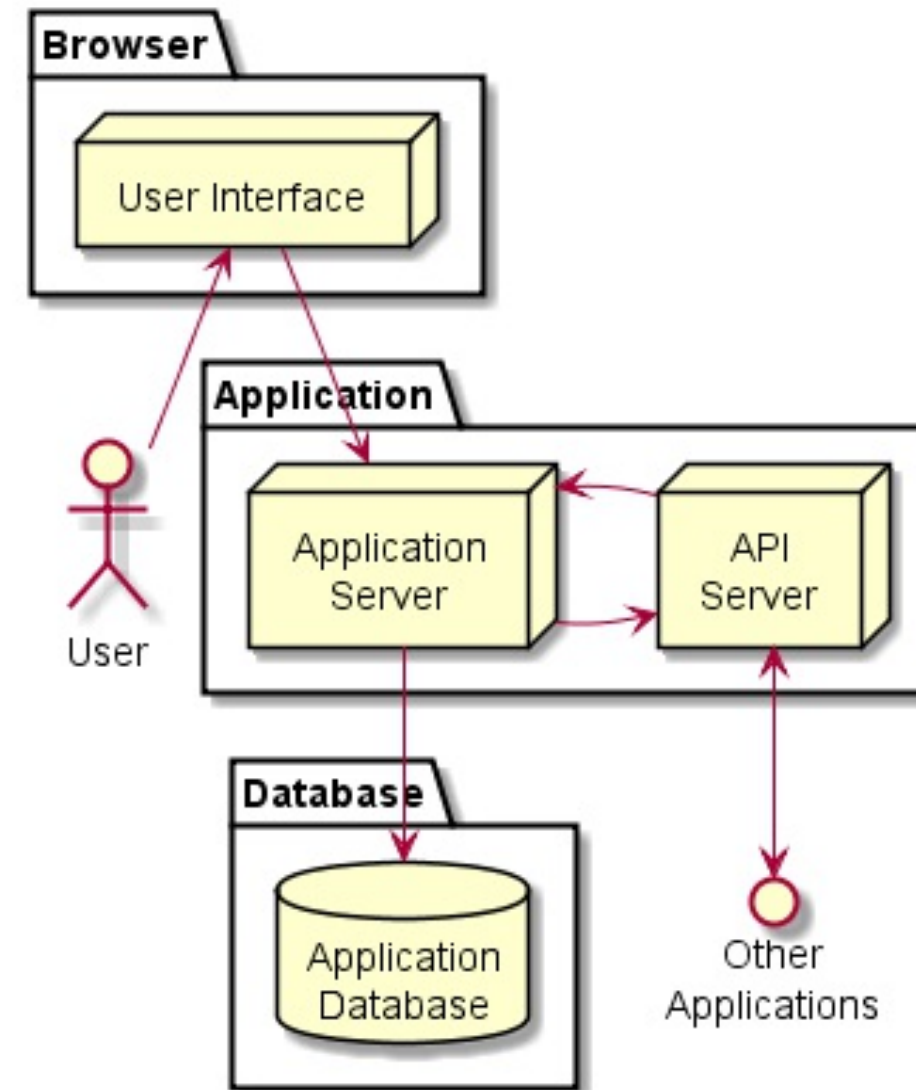 Browser
User Interface
Application
Application
Server
API
Server
User
Database
Application
Database
Other
Applications